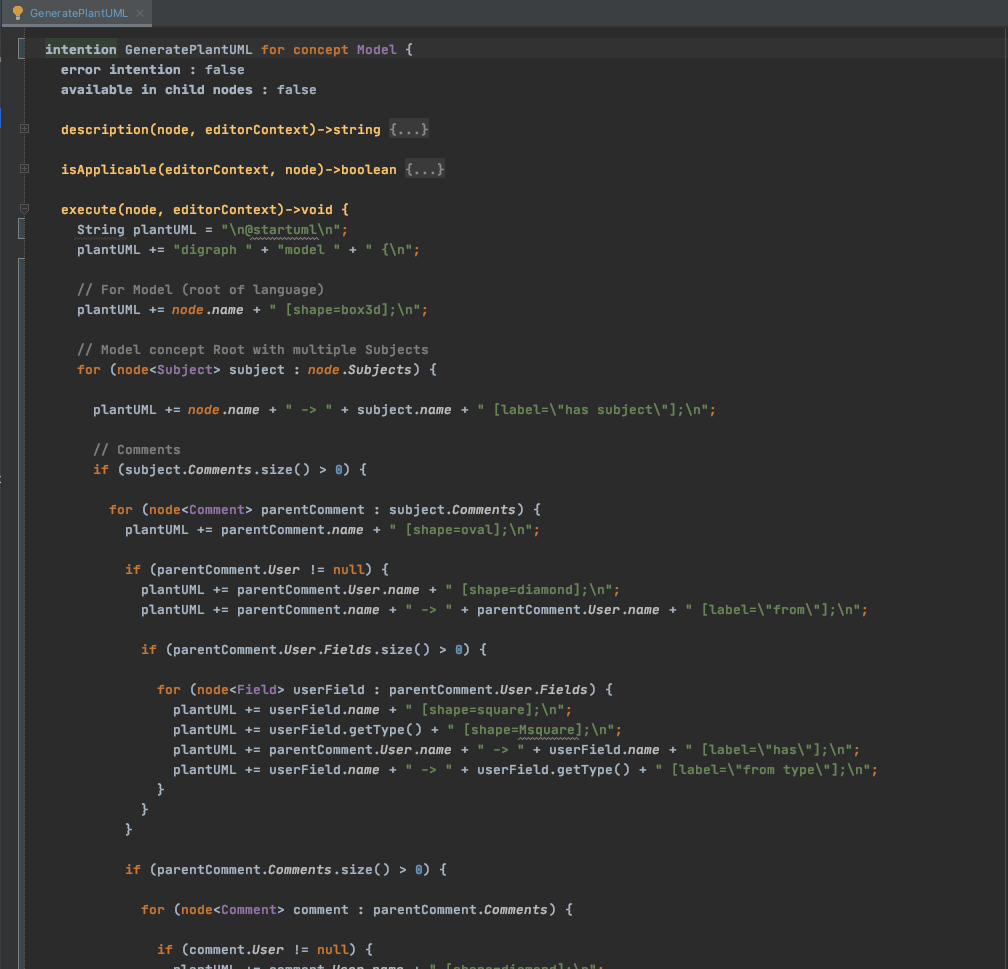 GeneratePlantUML
intention GeneratePlantUML for concept Model {
error intention : false
available in child nodes : false
description(node, editorContext)->string {...}
isApplicable(editorContext, node)->boolean {...}
execute(node, editorContext)->void {
String plantUML = "\n@startuml\n";
plantUML += "digraph " + "model " + " {\n";
// For Model (root of language)
plantUML += node.name + " [shape=box3d];\n";
// Model concept Root with multiple Subjects
for (node<Subject> subject : node.Subjects) {
plantUML += node.name + " -> " + subject.name + " [label=\"has subject\"];\n";
// Comments
if (subject.Comments.size() > 0) {
for (node<Comment> parentComment : subject.Comments) {
plantUML += parentComment.name + " [shape=oval];\n";
if (parentComment.User != null) {
plantUML += parentComment.User.name + " [shape=diamond];\n";
plantUML += parentComment.name + " -> " + parentComment.User.name + " [label=\"from\"];\n";
if (parentComment.User.Fields.size() > 0) {
for (node<Field> userField : parentComment.User.Fields) {
plantUML += userField.name + " [shape=square];\n";
plantUML += userField.getType() + " [shape=Msquare];\n";
plantUML += parentComment.User.name + " -> " + userField.name + " [label=\"has\"];\n";
plantUML += userField.name + " -> " + userField.getType() + " [label=\"from type\"];\n";
}
}
}
if (parentComment.Comments.size() > 0) {
for (node<Comment> comment : parentComment.Comments) {
if (comment.User != null) {
plantUML += comment.User.name + " [shape=diamond];\n";